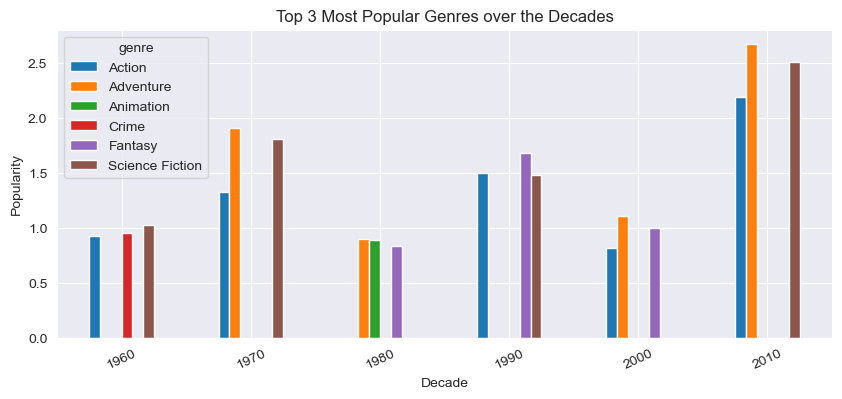 Top 3 Most Popular Genres over the Decades
genre
Action
Adventure
Animation
Crime
Fantasy
Science Fiction
Popularity
2.5
2.0
1.5
1.0
0.5
0.0
1960
1970
1980
1990
2000
2010
Decade